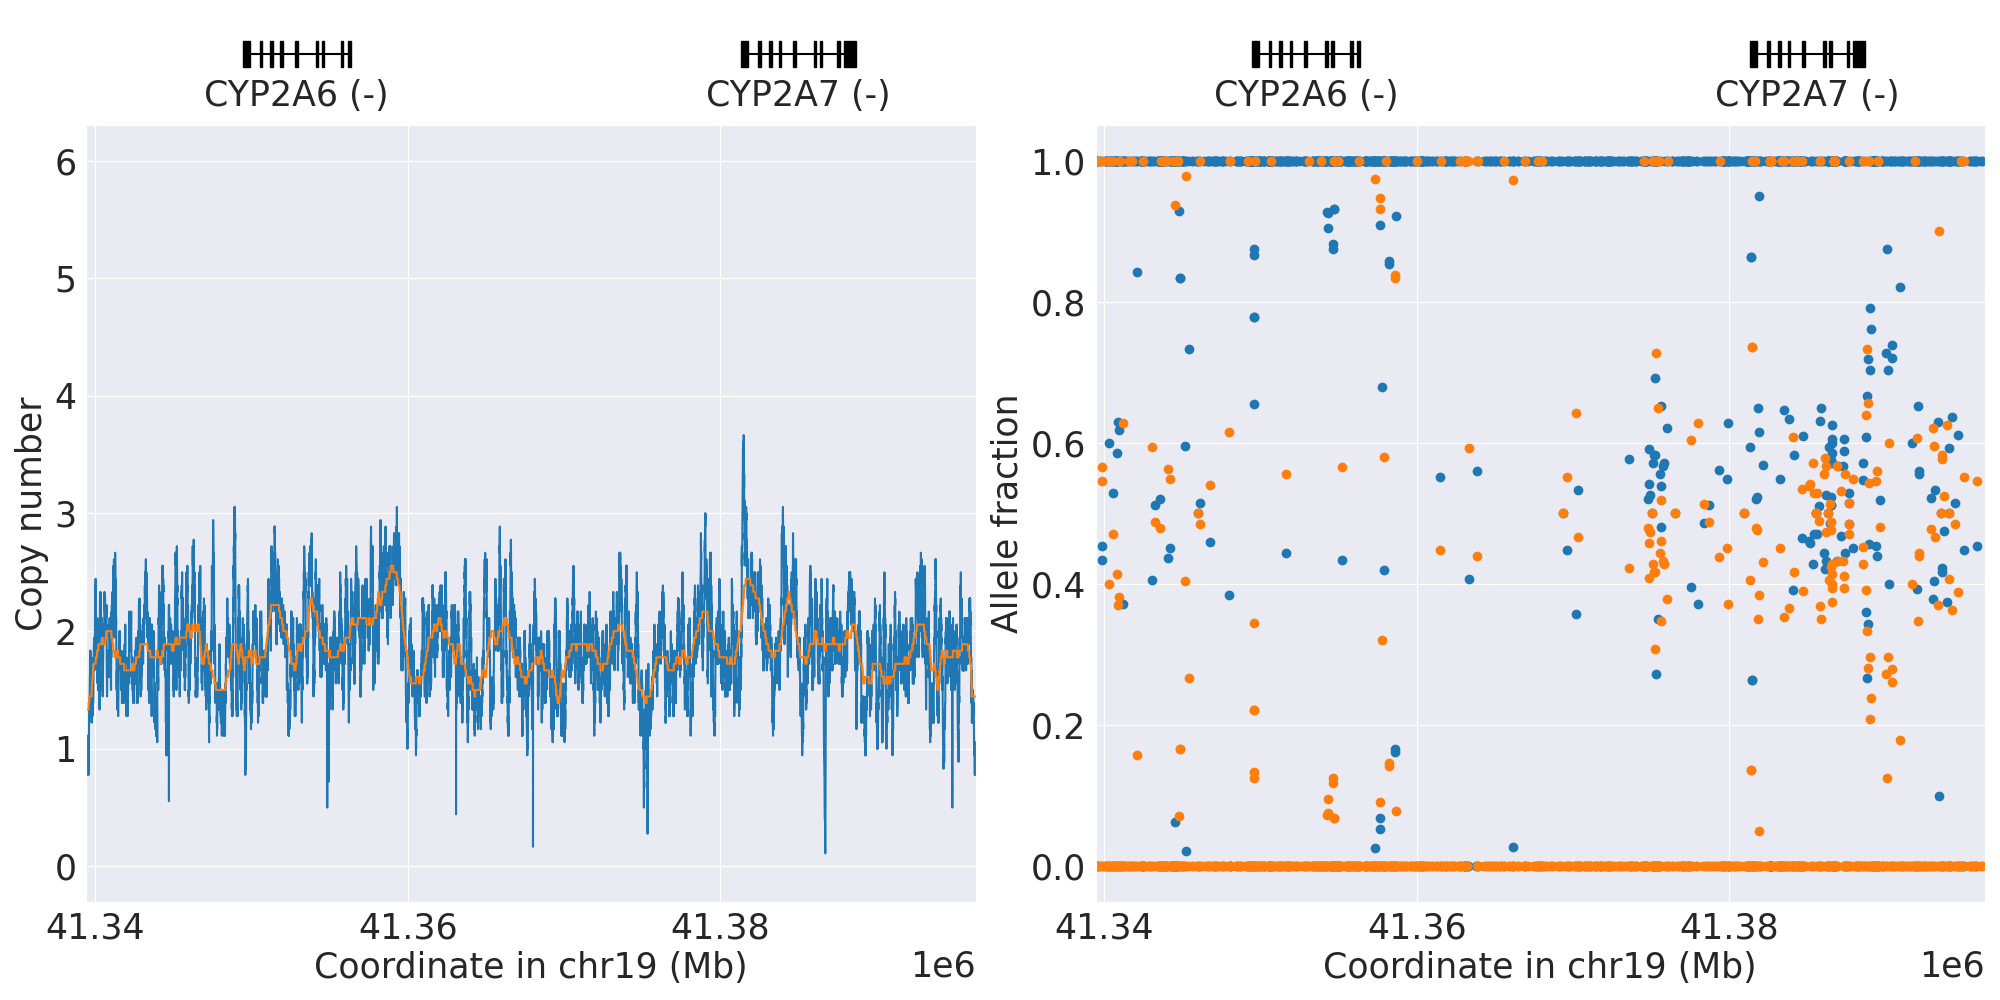 CYP2A6 (-)
CYP2A7 (-)
CYP2A6 (-)
CYP2A7 (-)
6
5
4
3
2
1
0
Copy number
41.34
41.36
41.38
Coordinate in chr19 (Mb)
1e6
1.0
0.8
0.6
0.4
0.2
0.0
Allele fraction
41.34
41.36
41.38
Coordinate in chr19 (Mb)
1e6